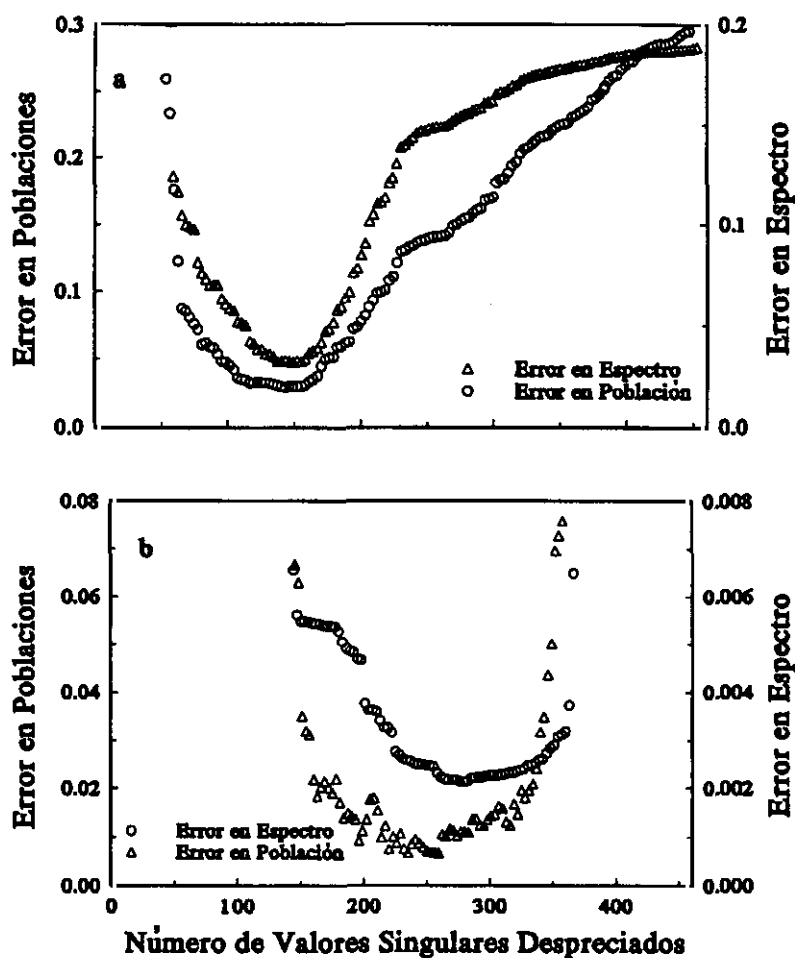 0.3
0.2
a
0.2
0.1
0.1
0.0
0.0
Error en Poblaciones
Error en Espectro
Error en Espectro
Error en Población
0.08
0.008
b
0.06
0.006
0.04
0.004
0.02
0.002
0.00
0.000
Error en Poblaciones
Error en Espectro
Error en Espectro
Error en Población
0
100
200
300
400
Número de Valores Singulares Despreciados